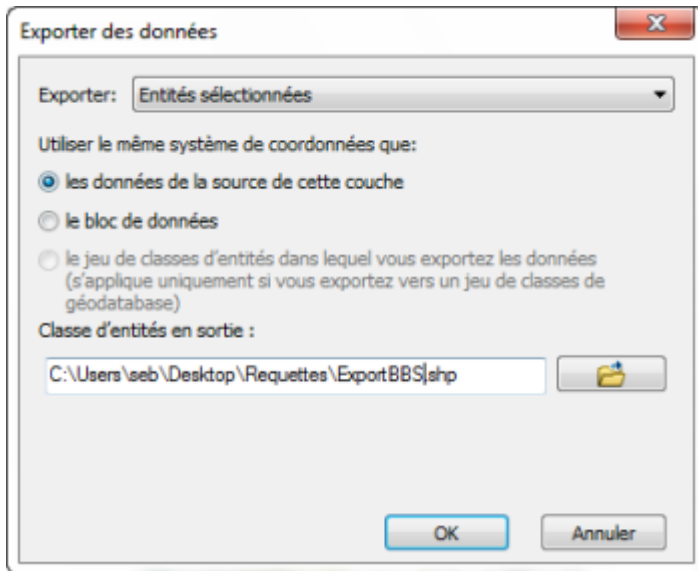 Exporter des données
Exporter: Entités sélectionnées
Utiliser le même système de coordonnées que:
les données de la source de cette couche
le bloc de données
le jeu de classes d'entités dans lequel vous exportez les données
(s'applique uniquement si vous exportez vers un jeu de classes de
géodatabase)
Classe d'entités en sortie :
C:\Users\seb\Desktop\Requettes\ExportBBS.shp
OK Annuler